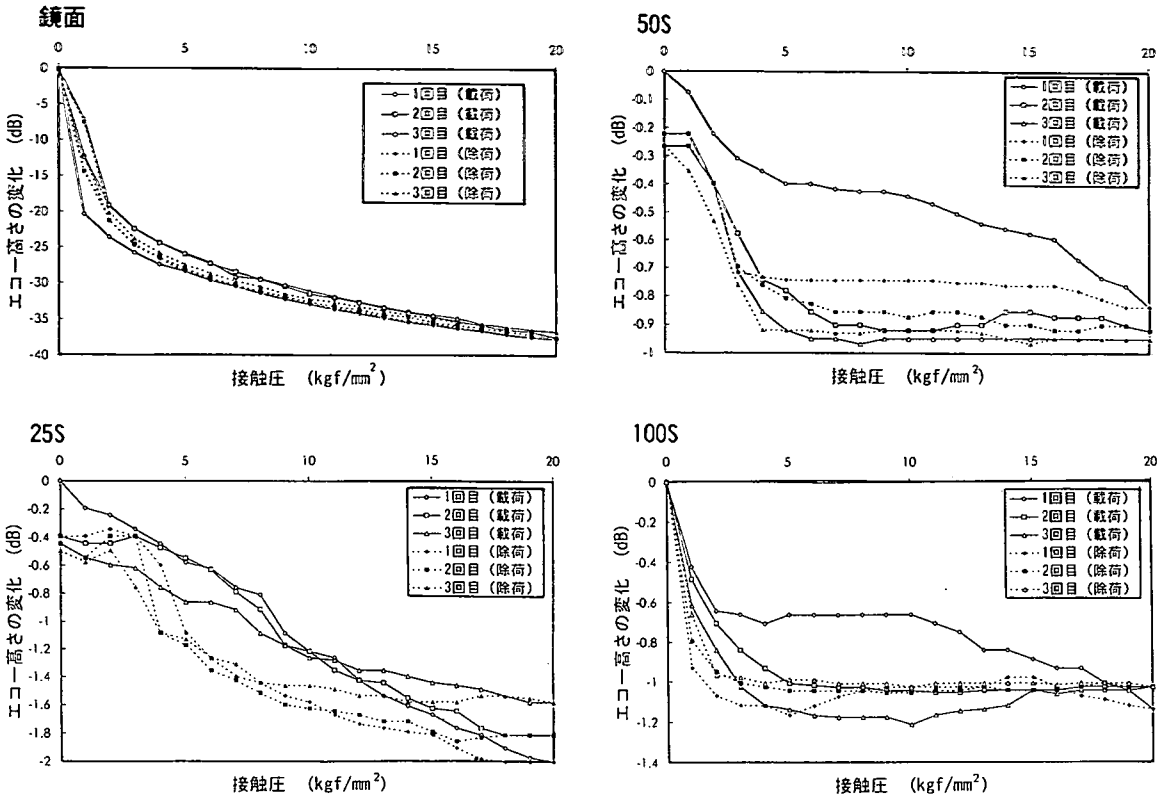 鏡面
0 5 10 15 20
0
-5
-10
-15
-20
-25
-30
-35
-40
エコー高さの変化 (dB)
1回目 (載荷)
2回目 (載荷)
3回目 (載荷)
1回目 (除荷)
2回目 (除荷)
3回目 (除荷)
接触圧 (kgf/mm²)
50S
0 5 10 15 20
0
-0.1
-0.2
-0.3
-0.4
-0.5
-0.6
-0.7
-0.8
-0.9
-1
エコー高さの変化 (dB)
1回目 (載荷)
2回目 (載荷)
3回目 (載荷)
1回目 (除荷)
2回目 (除荷)
3回目 (除荷)
接触圧 (kgf/mm²)
25S
0 5 10 15 20
0
-0.2
-0.4
-0.6
-0.8
-1
-1.2
-1.4
-1.6
-1.8
-2
エコー高さの変化 (dB)
1回目 (載荷)
2回目 (載荷)
3回目 (載荷)
1回目 (除荷)
2回目 (除荷)
3回目 (除荷)
接触圧 (kgf/mm²)
100S
0 5 10 15 20
0
-0.2
-0.4
-0.6
-0.8
-1
-1.2
-1.4
エコー高さの変化 (dB)
1回目 (載荷)
2回目 (載荷)
3回目 (載荷)
1回目 (除荷)
2回目 (除荷)
3回目 (除荷)
接触圧 (kgf/mm²)